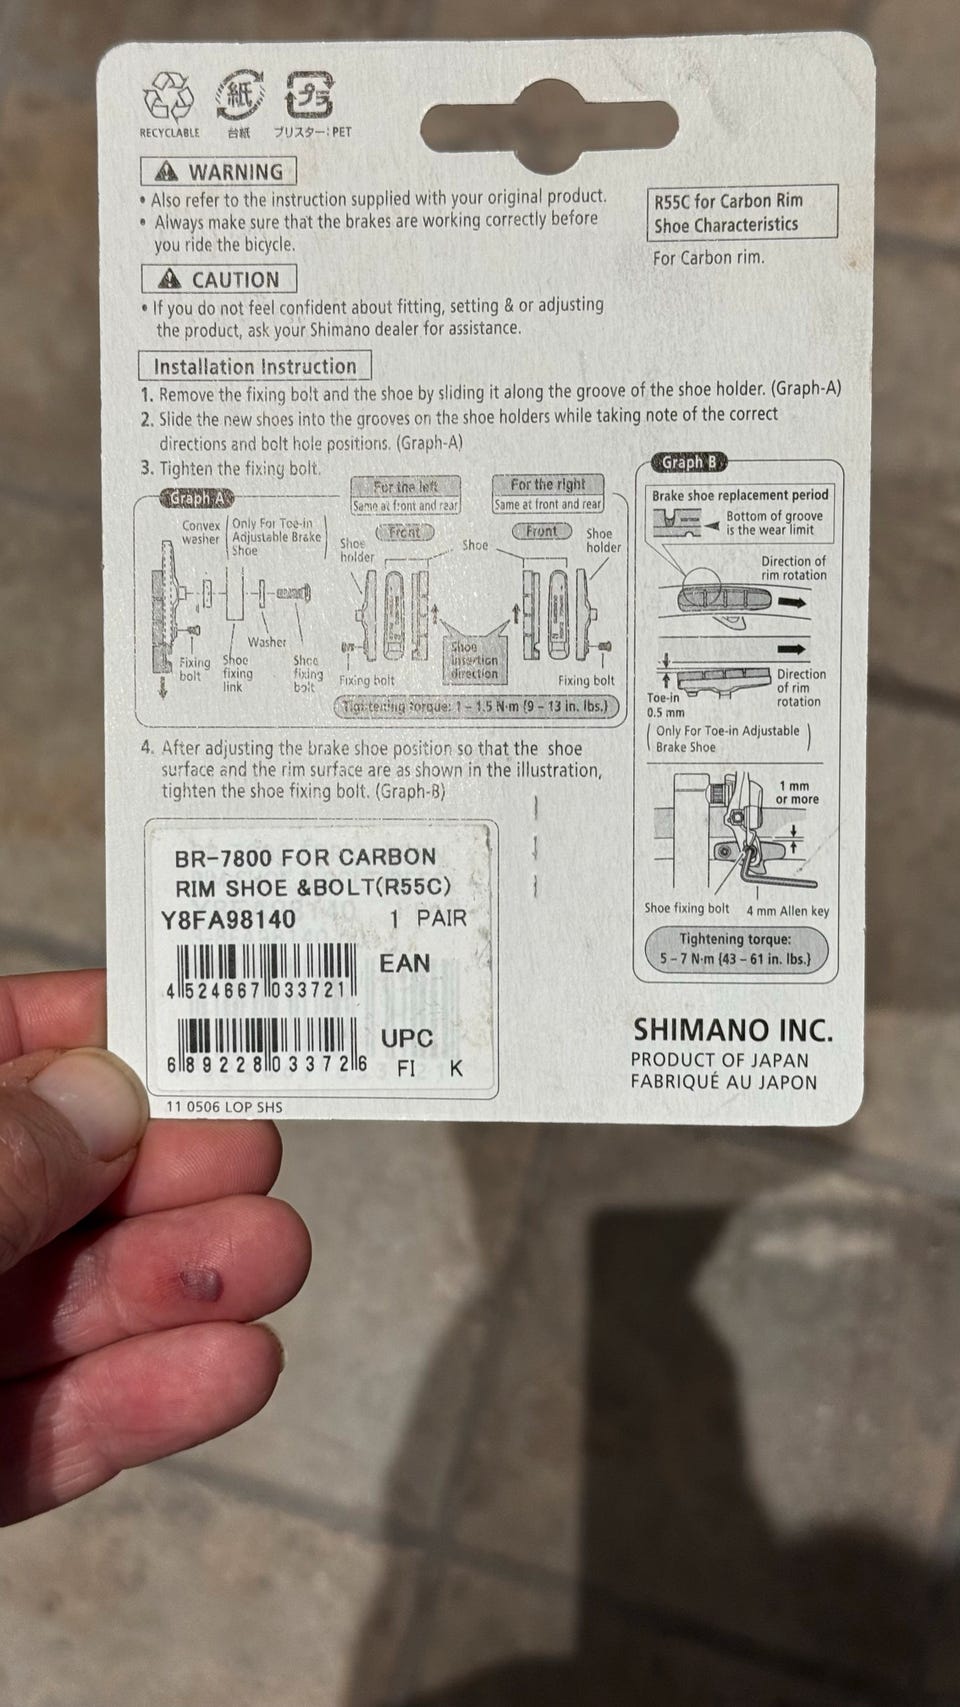 RECYCLABLE
紙
台紙
プラ
ブリスター:PET
WARNING
• Also refer to the instruction supplied with your original product.
• Always make sure that the brakes are working correctly before
you ride the bicycle.
CAUTION
• If you do not feel confident about fitting, setting & or adjusting
the product, ask your Shimano dealer for assistance.
R55C for Carbon Rim
Shoe Characteristics
For Carbon rim.
Installation Instruction
1. Remove the fixing bolt and the shoe by sliding it along the groove of the shoe holder. (Graph-A)
2. Slide the new shoes into the grooves on the shoe holders while taking note of the correct
directions and bolt hole positions. (Graph-A)
3. Tighten the fixing bolt.
Graph A
Convex
washer
Only For Toe-in
Adjustable Brake
Shoe
Washer
Fixing
bolt
Shoe
fixing
link
Shoe
fixing
bolt
For the left
Same at front and rear
Front
Shoe
holder
Shoe
For the right
Same at front and rear
Front
Shoe
holder
Fixing bolt
Shoe
insertion
direction
Fixing bolt
Tightening torque: 1 – 1.5 N·m {9 – 13 in. lbs.}
4. After adjusting the brake shoe position so that the shoe
surface and the rim surface are as shown in the illustration,
tighten the shoe fixing bolt. (Graph-B)
Graph B
Brake shoe replacement period
Bottom of groove
is the wear limit
Direction of
rim rotation
Direction
of rim
rotation
Toe-in
0.5 mm
Only For Toe-in Adjustable
Brake Shoe
1 mm
or more
Shoe fixing bolt
4 mm Allen key
Tightening torque:
5 – 7 N·m {43 – 61 in. lbs.}
BR-7800 FOR CARBON
RIM SHOE &BOLT(R55C)
Y8FA98140 1 PAIR
EAN
4 524667 033721
UPC
6 89228 03372 6
FI K
11 0506 LOP SHS
SHIMANO INC.
PRODUCT OF JAPAN
FABRIQUÉ AU JAPON